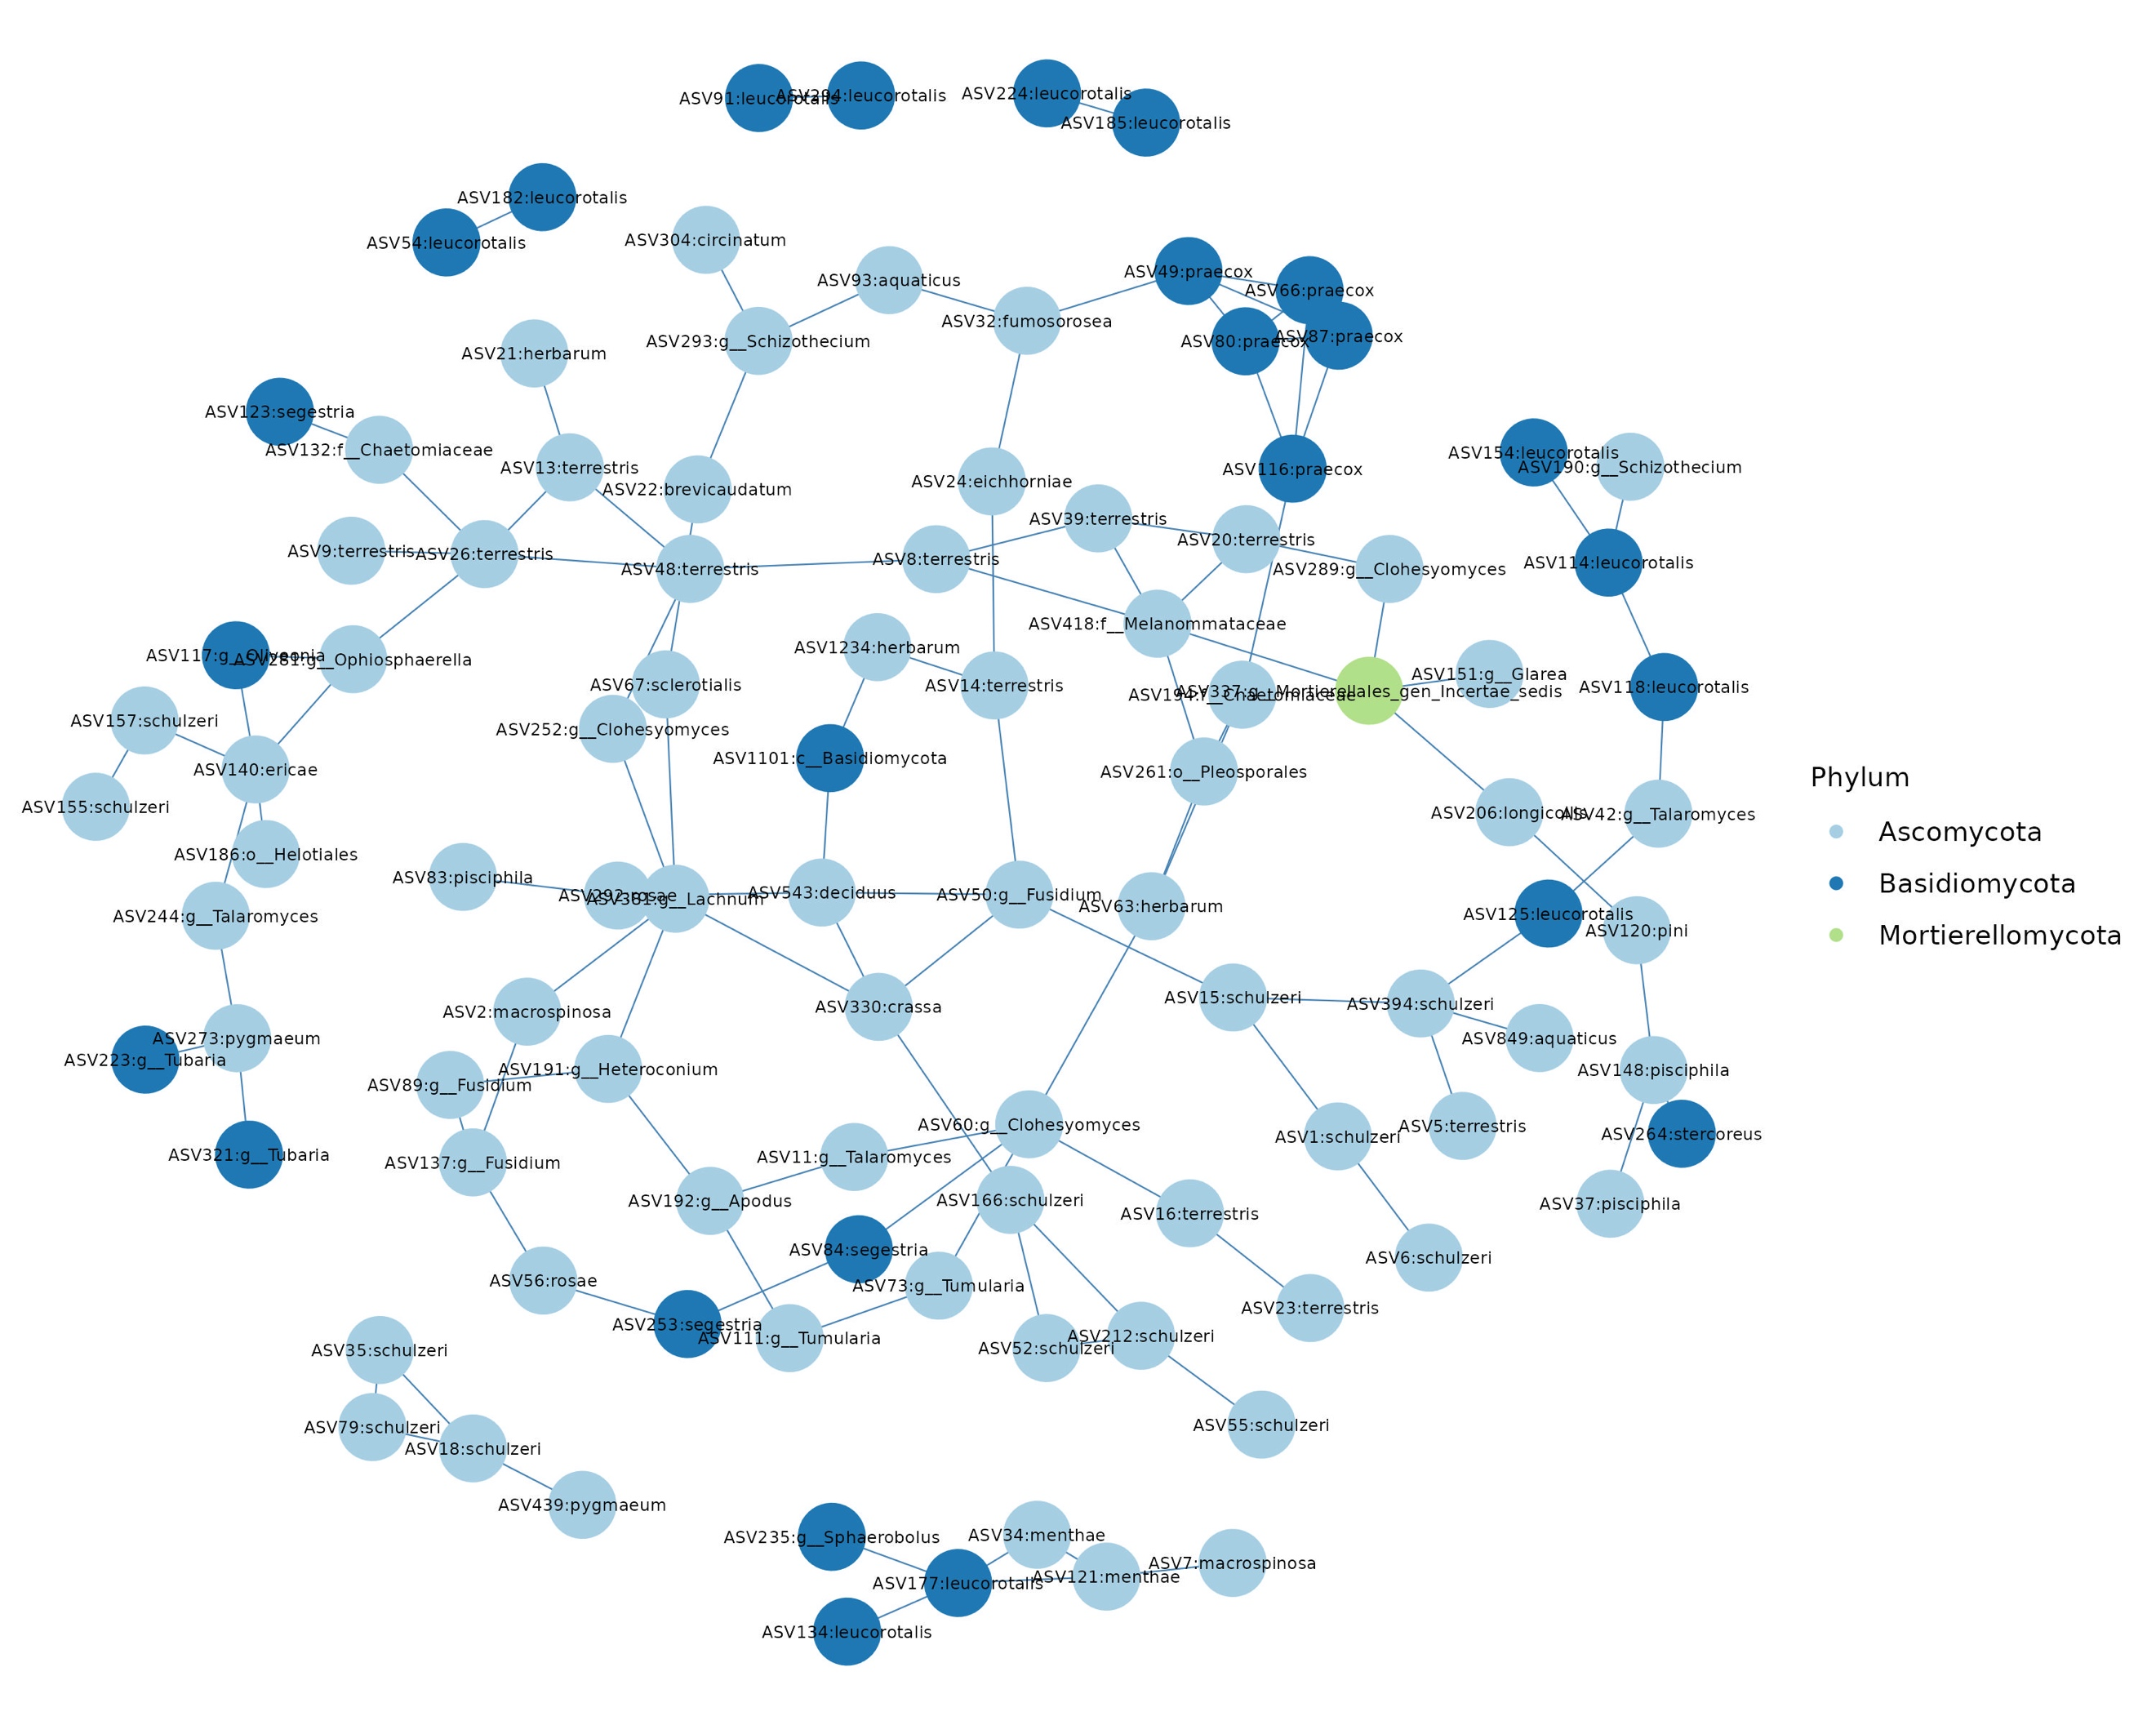 ASV91:leucorotalis
ASV294:leucorotalis
ASV224:leucorotalis
ASV185:leucorotalis
ASV182:leucorotalis
ASV54:leucorotalis
ASV304:circinatum
ASV93:aquaticus
ASV49:praecox
ASV66:praecox
ASV32:fumosorosea
ASV80:praecox
ASV87:praecox
ASV293:g__Schizothecium
ASV21:herbarum
ASV123:segestria
ASV132:f__Chaetomiaceae
ASV13:terrestris
ASV22:brevicaudatum
ASV24:eichhorniae
ASV116:praecox
ASV154:leucorotalis
ASV190:g__Schizothecium
ASV39:terrestris
ASV20:terrestris
ASV9:terrestris
ASV26:terrestris
ASV48:terrestris
ASV8:terrestris
ASV289:g__Clohesyomyces
ASV114:leucorotalis
ASV418:f__Melanommataceae
ASV117:g__Oliveonia
ASV281:g__Ophiosphaerella
ASV1234:herbarum
ASV67:sclerotialis
ASV14:terrestris
ASV194:f__Chaetomiaceae
ASV337:g__Mortierellales_gen_Incertae_sedis
ASV151:g__Glarea
ASV118:leucorotalis
ASV157:schulzeri
ASV252:g__Clohesyomyces
ASV140:ericae
ASV1101:c__Basidiomycota
ASV261:o__Pleosporales
ASV155:schulzeri
ASV206:longicollis
ASV42:g__Talaromyces
ASV186:o__Helotiales
ASV83:pisciphila
ASV292:rosae
ASV381:g__Lachnum
ASV543:deciduus
ASV50:g__Fusidium
ASV63:herbarum
ASV244:g__Talaromyces
ASV125:leucorotalis
ASV120:pini
ASV2:macrospinosa
ASV330:crassa
ASV15:schulzeri
ASV394:schulzeri
ASV273:pygmaeum
ASV849:aquaticus
ASV223:g__Tubaria
ASV89:g__Fusidium
ASV191:g__Heteroconium
ASV148:pisciphila
ASV60:g__Clohesyomyces
ASV1:schulzeri
ASV5:terrestris
ASV264:stercoreus
ASV321:g__Tubaria
ASV137:g__Fusidium
ASV11:g__Talaromyces
ASV192:g__Apodus
ASV166:schulzeri
ASV16:terrestris
ASV37:pisciphila
ASV84:segestria
ASV6:schulzeri
ASV56:rosae
ASV73:g__Tumularia
ASV23:terrestris
ASV253:segestria
ASV111:g__Tumularia
ASV212:schulzeri
ASV52:schulzeri
ASV35:schulzeri
ASV79:schulzeri
ASV18:schulzeri
ASV55:schulzeri
ASV439:pygmaeum
ASV235:g__Sphaerobolus
ASV34:menthae
ASV7:macrospinosa
ASV177:leucorotalis
ASV121:menthae
ASV134:leucorotalis
Phylum
Ascomycota
Basidiomycota
Mortierellomycota